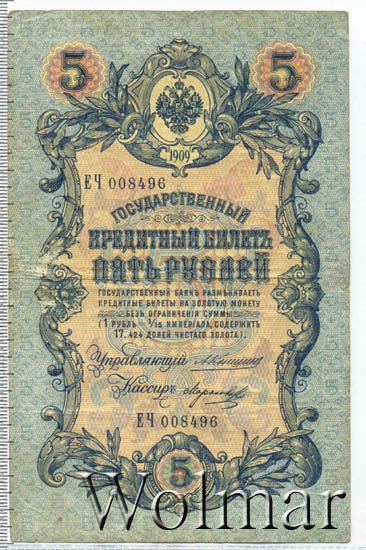 5 5
1909
ЕЧ 008496
ГОСУДАРСТВЕННЫЙ
КРЕДИТНЫЙ БИЛЕТЪ
ПЯТЬ РУБЛЕЙ
ГОСУДАРСТВЕННЫЙ БАНКЪ РАЗМѢНИВАЕТЪ
КРЕДИТНЫЕ БИЛЕТЫ НА ЗОЛОТУЮ МОНЕТУ
БЕЗЪ ОГРАНИЧЕНІЯ СУММЫ
(1 РУБЛЬ = 1/15 ИМПЕРІАЛА, СОДЕРЖИТЪ
17,424 ДОЛЕЙ ЧИСТАГО ЗОЛОТА).
Управляющій
Кассиръ
ЕЧ 008496
5
Wolmar